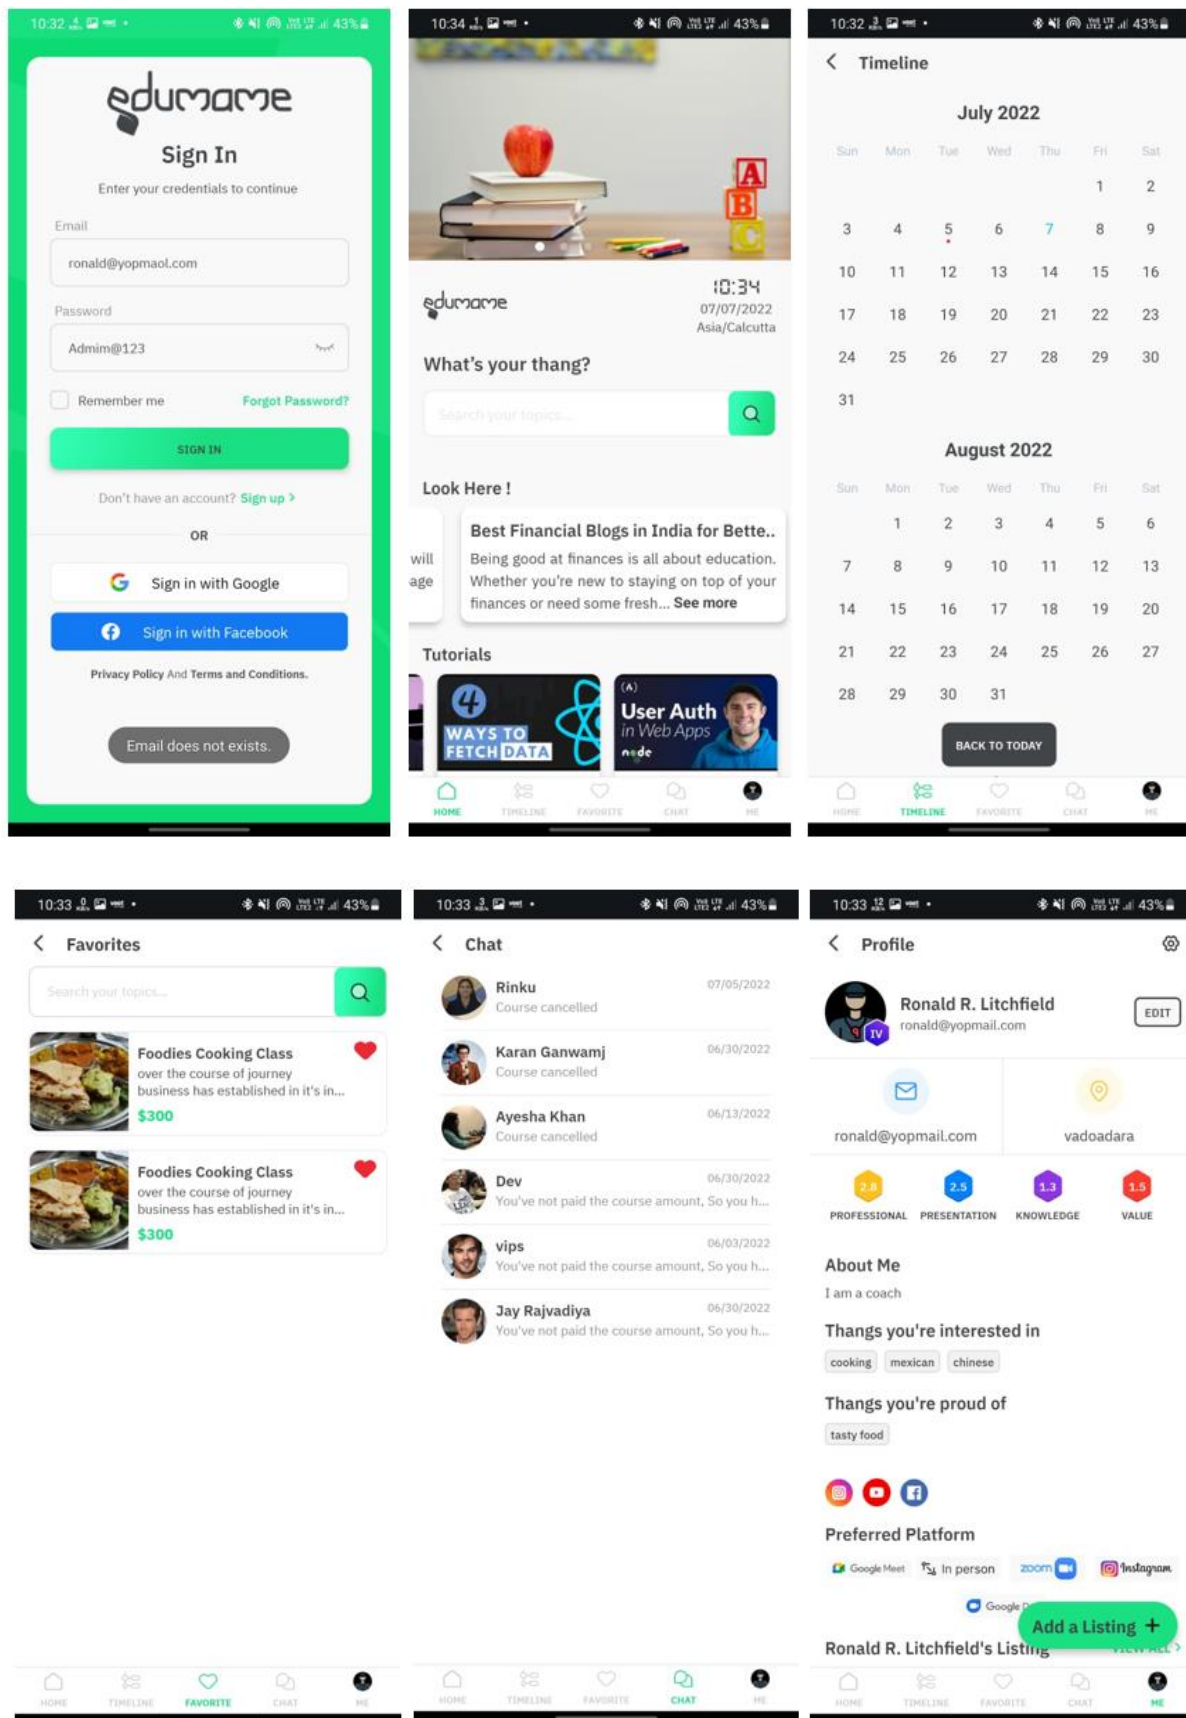 10:32
43%
edumame
Sign In
Enter your credentials to continue
Email
ronald@yopmaol.com
Password
Admim@123
Remember me Forgot Password?
SIGN IN
Don't have an account? Sign up >
OR
Sign in with Google
Sign in with Facebook
Privacy Policy And Terms and Conditions.
Email does not exists.
10:34
43%
A
B
C
edumame
10:34
07/07/2022
Asia/Calcutta
What's your thang?
Search your topics...
Look Here !
will
age
Best Financial Blogs in India for Bette..
Being good at finances is all about education.
Whether you're new to staying on top of your
finances or need some fresh... See more
Tutorials
4
WAYS TO
FETCH DATA
User Auth
in Web Apps
node
HOME TIMELINE FAVORITE CHAT ME
10:32
43%
Timeline
July 2022
Sun Mon Tue Wed Thu Fri Sat
1 2
3 4 5 6 7 8 9
10 11 12 13 14 15 16
17 18 19 20 21 22 23
24 25 26 27 28 29 30
31
August 2022
Sun Mon Tue Wed Thu Fri Sat
1 2 3 4 5 6
7 8 9 10 11 12 13
14 15 16 17 18 19 20
21 22 23 24 25 26 27
28 29 30 31
BACK TO TODAY
HOME TIMELINE FAVORITE CHAT ME
10:33
43%
Favorites
Search your topics...
Foodies Cooking Class
over the course of journey
business has established in it's in...
$300
Foodies Cooking Class
over the course of journey
business has established in it's in...
$300
HOME TIMELINE FAVORITE CHAT ME
10:33
43%
Chat
Rinku 07/05/2022
Course cancelled
Karan Ganwamj 06/30/2022
Course cancelled
Ayesha Khan 06/13/2022
Course cancelled
Dev 06/30/2022
You've not paid the course amount, So you h...
vips 06/03/2022
You've not paid the course amount, So you h...
Jay Rajvadiya 06/30/2022
You've not paid the course amount, So you h...
HOME TIMELINE FAVORITE CHAT ME
10:33
43%
Profile
Ronald R. Litchfield
ronald@yopmail.com
EDIT
IV
ronald@yopmail.com vadoadara
2.8 2.5 1.3 1.5
PROFESSIONAL PRESENTATION KNOWLEDGE VALUE
About Me
I am a coach
Thangs you're interested in
cooking mexican chinese
Thangs you're proud of
tasty food
Preferred Platform
Google Meet In person zoom Instagram
Google
Add a Listing +
Ronald R. Litchfield's Listing VIEW ALL >
HOME TIMELINE FAVORITE CHAT ME